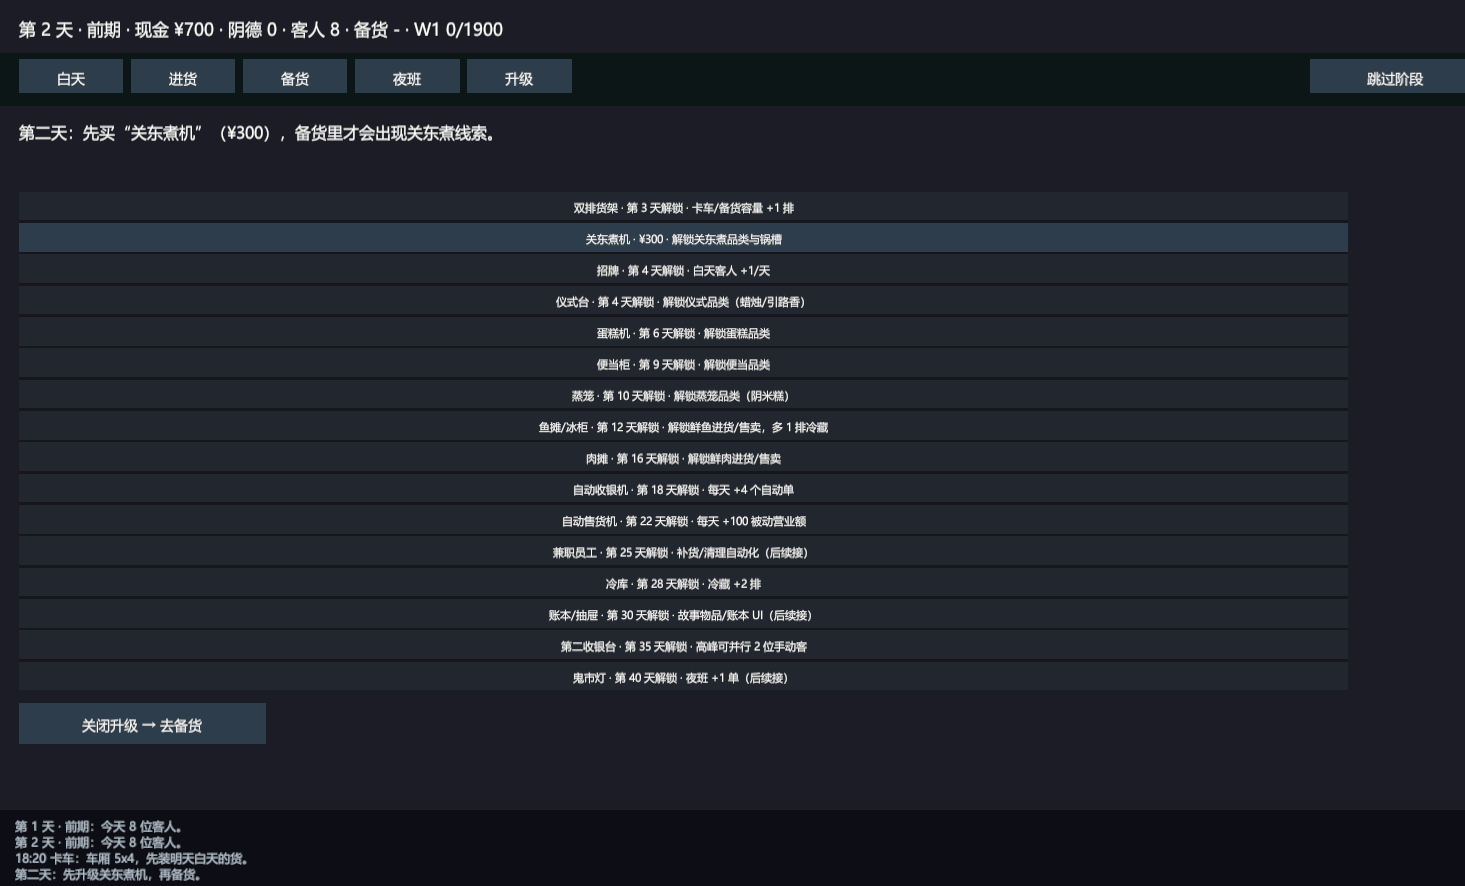 第 2 天 · 前期 · 现金 ¥700 · 阴德 0 · 客人 8 · 备货 - · W1 0/1900
白天 进货 备货 夜班 升级 跳过阶段
第二天：先买“关东煮机”（¥300），备货里才会出现关东煮线索。
双排货架 · 第 3 天解锁 · 卡车/备货容量 +1 排
关东煮机 · ¥300 · 解锁关东煮品类与锅槽
招牌 · 第 4 天解锁 · 白天客人 +1/天
仪式台 · 第 4 天解锁 · 解锁仪式品类（蜡烛/引路香）
蛋糕机 · 第 6 天解锁 · 解锁蛋糕品类
便当柜 · 第 9 天解锁 · 解锁便当品类
蒸笼 · 第 10 天解锁 · 解锁蒸笼品类（阴米糕）
鱼摊/冰柜 · 第 12 天解锁 · 解锁鲜鱼进货/售卖，多 1 排冷藏
肉摊 · 第 16 天解锁 · 解锁鲜肉进货/售卖
自动收银机 · 第 18 天解锁 · 每天 +4 个自动单
自动售货机 · 第 22 天解锁 · 每天 +100 被动营业额
兼职员工 · 第 25 天解锁 · 补货/清理自动化（后续接）
冷库 · 第 28 天解锁 · 冷藏 +2 排
账本/抽屉 · 第 30 天解锁 · 故事物品/账本 UI（后续接）
第二收银台 · 第 35 天解锁 · 高峰可并行 2 位手动客
鬼市灯 · 第 40 天解锁 · 夜班 +1 单（后续接）
关闭升级 → 去备货
第 1 天 · 前期：今天 8 位客人。
第 2 天 · 前期：今天 8 位客人。
18:20 卡车：车厢 5x4，先装明天白天的货。
第二天：先升级关东煮机，再备货。